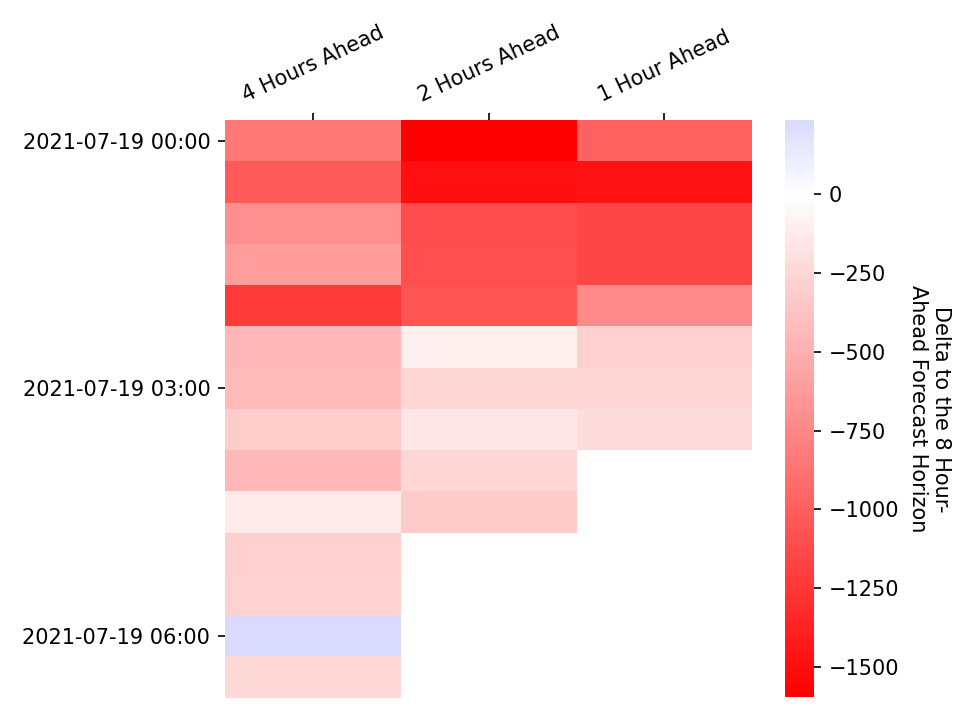 4 Hours Ahead
2 Hours Ahead
1 Hour Ahead
2021-07-19 00:00
2021-07-19 03:00
2021-07-19 06:00
0
−250
−500
−750
−1000
−1250
−1500
Delta to the 8 Hour-
Ahead Forecast Horizon